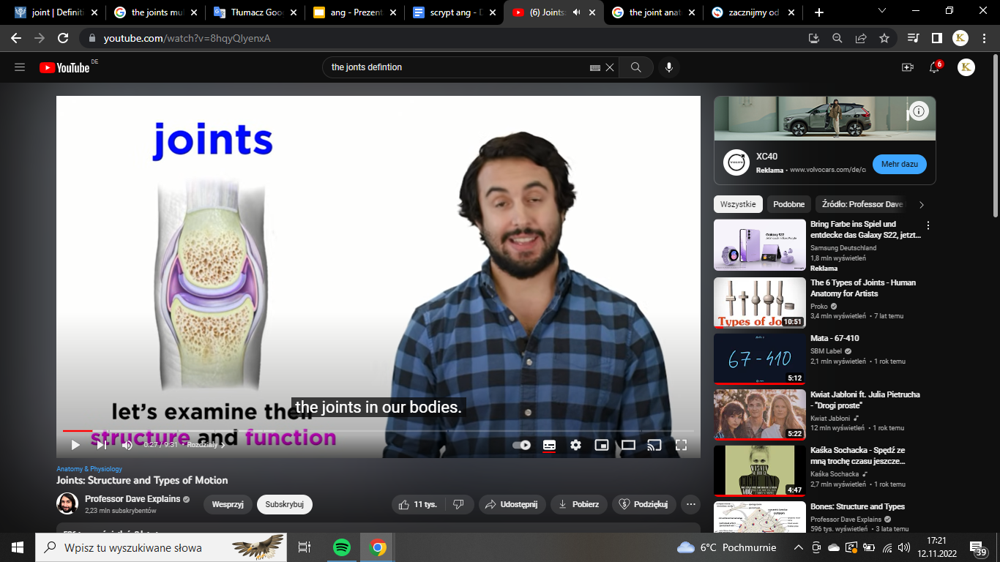 joint | Definiti
the joints mul
Tłumacz Goo
ang - Prezent
scrypt ang - D
(6) Joints:
the joint anat
zacznijmy od
youtube.com/watch?v=8hqyQlyenxA
K
YouTube DE
the jonts defintion
6
K
joints
let's examine their
the joints in our bodies.
structure and function
0:27 / 9:31 • Rozdziały
Anatomy & Physiology
Joints: Structure and Types of Motion
Professor Dave Explains
2.23 mln subskrybentów
Wesprzyj
Subskrybuj
11 tys.
Udostępnij
Pobierz
Podziękuj
VOLVO
XC40
Reklama • www.volvocars.com/de/c
Mehr dazu
Wszystkie
Podobne
Źródło: Professor Dave
Galaxy S22
Bring Farbe ins Spiel und
entdecke das Galaxy S22, jetzt...
Samsung Deutschland
1,8 mln wyświetleń
Reklama
Types of Jo
10:51
The 6 Types of Joints - Human
Anatomy for Artists
Proko
3,4 mln wyświetleń • 7 lat temu
67-410
5:12
Mata - 67-410
SBM Label
2,1 mln wyświetleń • 1 rok temu
5:22
Kwiat Jabłoni ft. Julia Pietrucha
- "Drogi proste"
Kwiat Jabłoni
12 mln wyświetleń • 1 rok temu
4:47
Kaśka Sochacka - Spędź ze
mną trochę czasu jeszcze...
Kaśka Sochacka
2,7 mln wyświetleń • 1 rok temu
Bones: Structure and Types
Professor Dave Explains
596 tys. wyświetleń • 3 lata temu
Wpisz tu wyszukiwane słowa
6°C Pochmurnie
17:21
12.11.2022
39